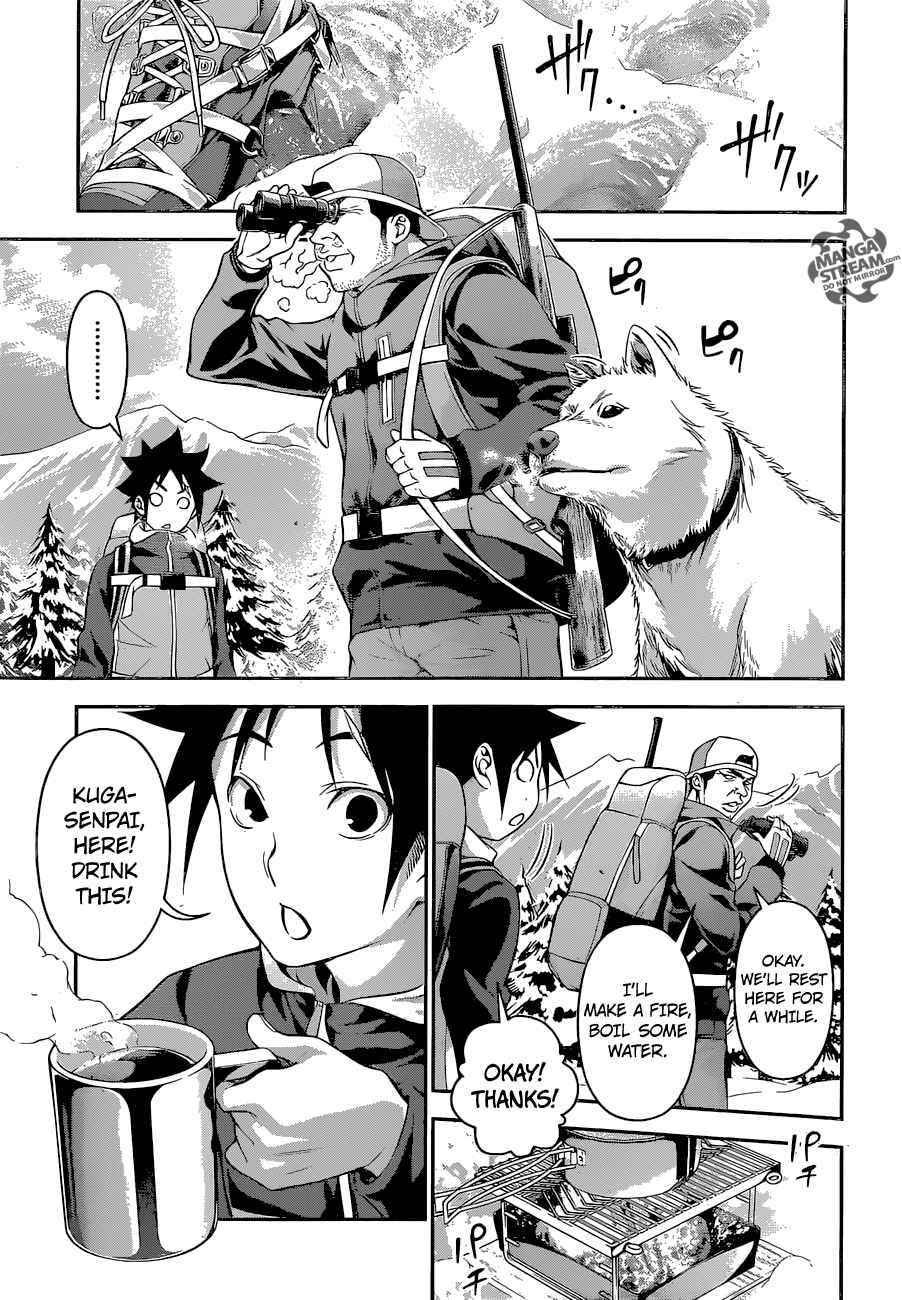 ザク...
ザクッ
MANGA
STREAM.com
DO NOT MIRROR
ピク
ピク
.........
OKAY.
WE'LL REST
HERE FOR
A WHILE.
I'LL
MAKE A FIRE,
BOIL SOME
WATER.
OKAY!
THANKS!
パチ
パチ
KUGA-
SENPAI,
HERE!
DRINK
THIS!